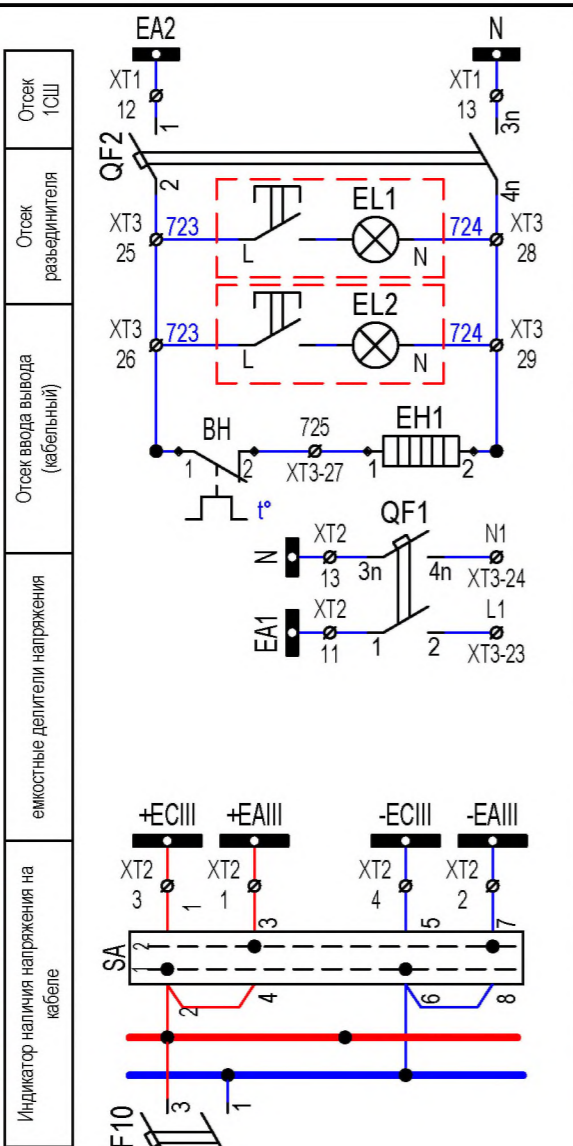 Отсек
1СШ
Отсек
разъединителя
Отсек ввода вывода
(кабельный)
емкостные делители напряжения
Индикатор наличия напряжения на
кабеле
EA2
N
XT1
12
1
XT1
13
3n
QF2
2
4n
XT3
25
723
L
EL1
N
724
XT3
28
XT3
26
723
L
EL2
N
724
XT3
29
BH
1
2
t°
725
XT3-27
EH1
1
2
QF1
N
XT2
13
3n
4n
N1
XT3-24
EA1
XT2
11
1
2
L1
XT3-23
+ECIII
+EAIII
-ECIII
-EAIII
XT2
3
1
XT2
1
3
XT2
4
5
XT2
2
7
SA
2
1
2
4
6
8
3
1
F10